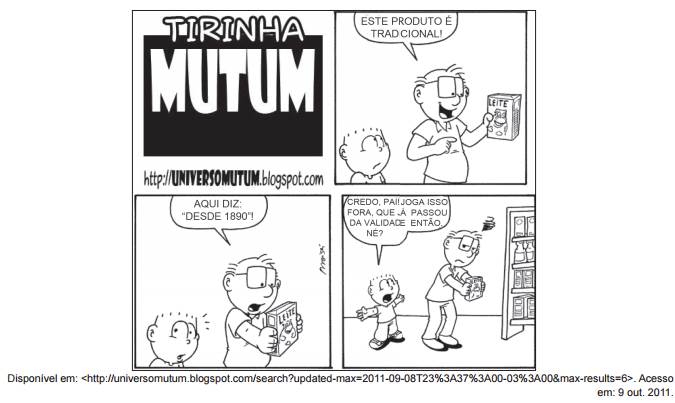 TIRINHA
MUTUM
http://UNIVERSOMUTUM.blogspot.com
ESTE PRODUTO É
TRADCIONAL!
LEITE
AQUI DIZ:
"DESDE 1890"!
LEITE
CREDO, PAI!JOGA ISSO
FORA, QUE JÁ PASSOU
DA VALIDADE ENTÃO,
NÉ?
Disponível em: <http://universomutum.blogspot.com/search?updated-max=2011-09-08T23%3A37%3A00-03%3A00&max-results=6>. Acesso
em: 9 out. 2011.